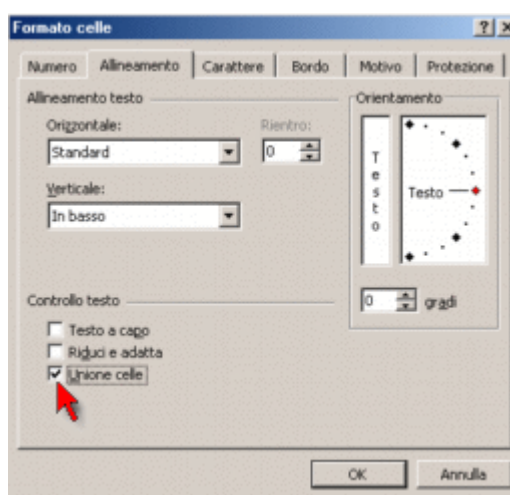 Formato celle
Numero Allineamento Carattere Bordo Motivo Protezione
Allineamento testo
Orizzontale:
Rientro:
Standard
0
Verticale:
In basso
Orientamento
Testo
Testo
0 gradi
Controllo testo
Testo a capo
Riduci e adatta
Unione celle
OK Annulla